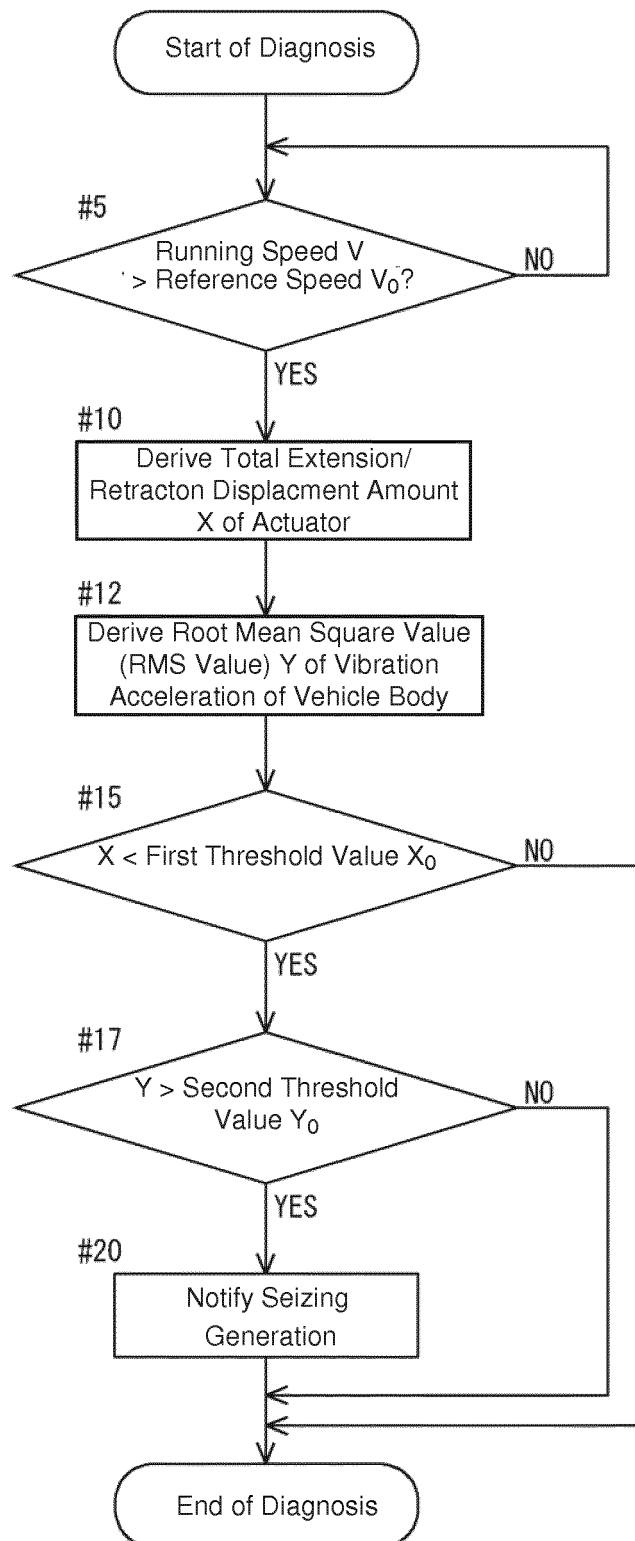 Start of Diagnosis
#5
Running Speed V
> Reference Speed V₀?
NO
YES
#10
Derive Total Extension/
Retracton Displacment Amount
X of Actuator
#12
Derive Root Mean Square Value
(RMS Value) Y of Vibration
Acceleration of Vehicle Body
#15
X < First Threshold Value X₀
NO
YES
#17
Y > Second Threshold
Value Y₀
NO
YES
#20
Notify Seizing
Generation
End of Diagnosis